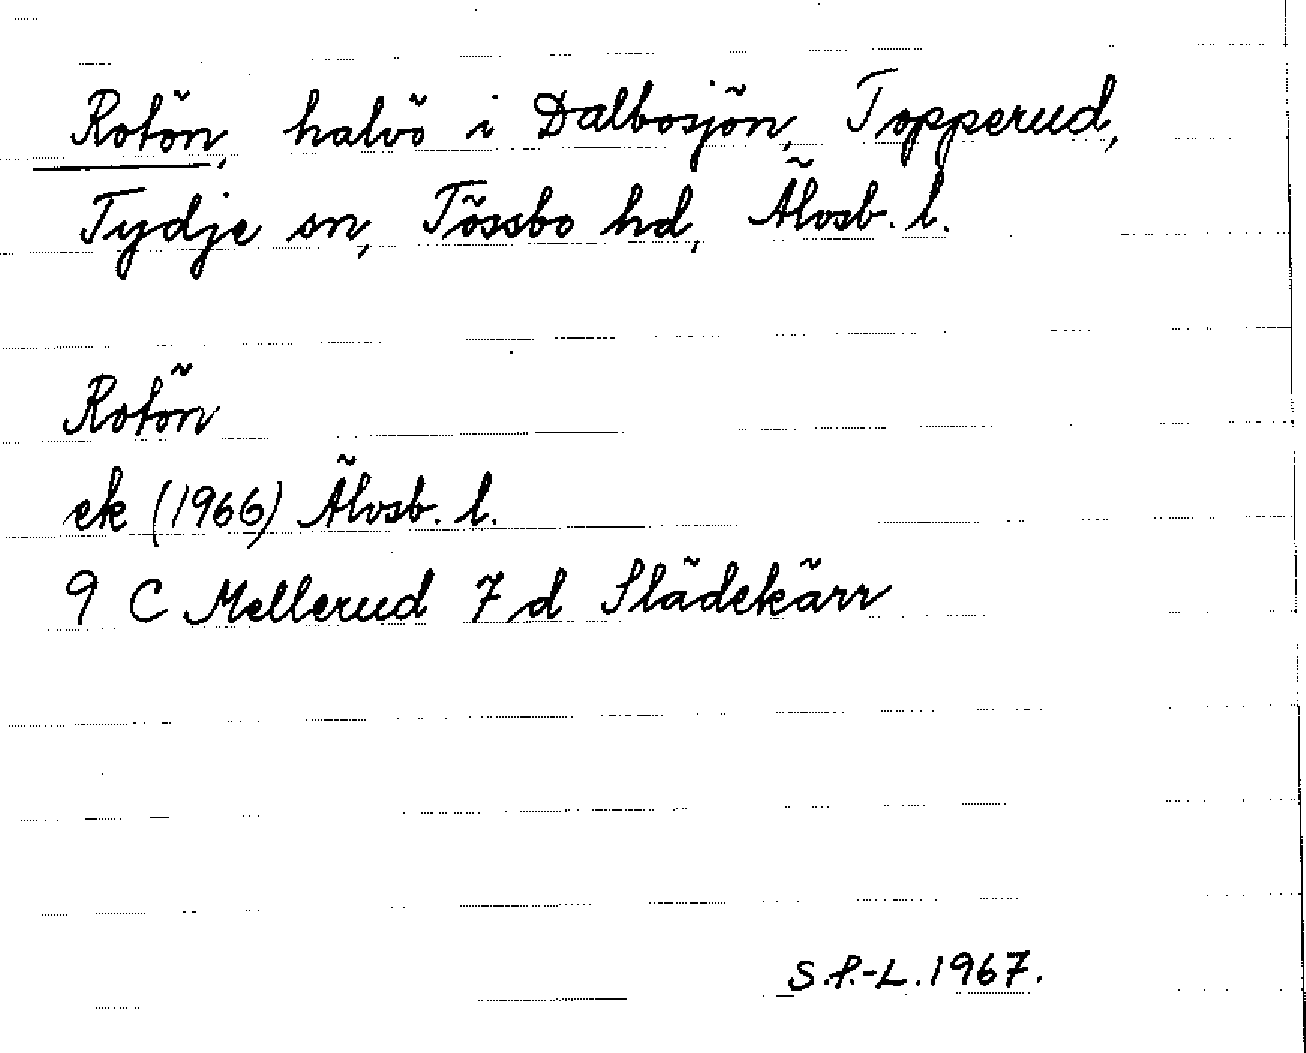 Rotön, halvö i Dalbosjön, Topperud,
Tydje sn, Tössbo hd, Älvsb. l.
Rotön
ek (1966) Älvsb. l.
9 C Mellerud 7 d Slädekärr
S.P.-L. 1967.